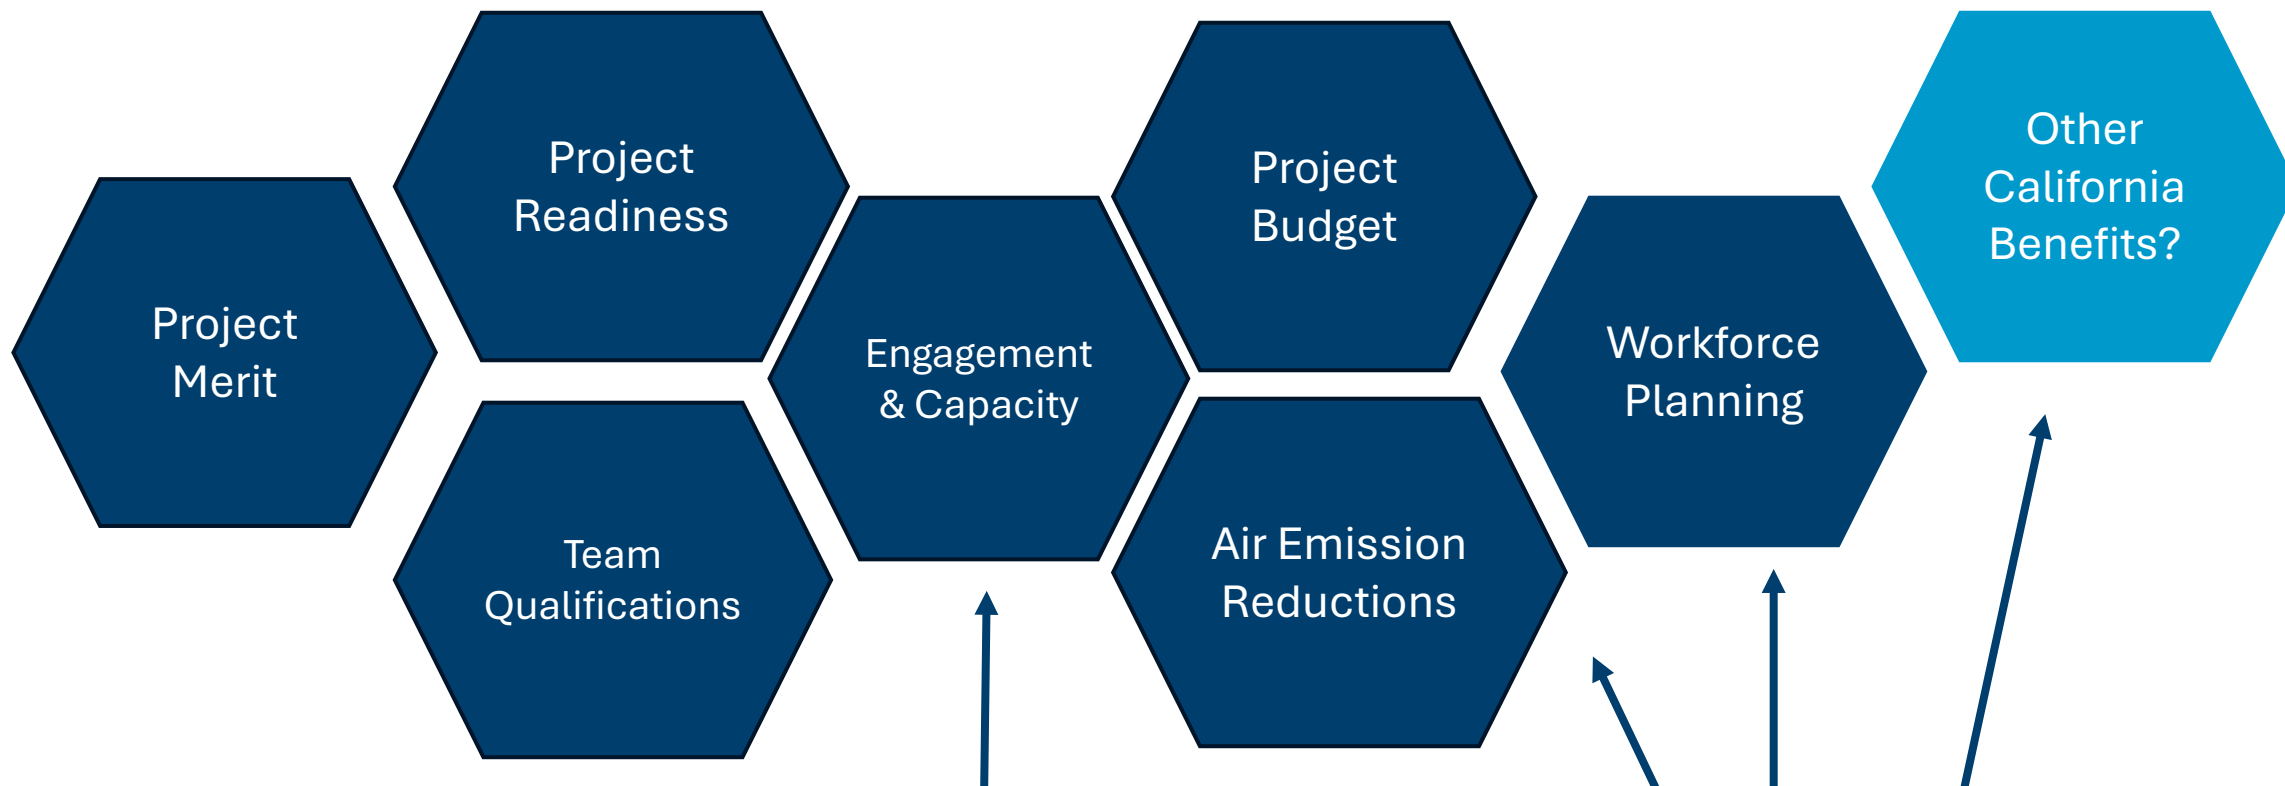 Project
Merit
Project
Readiness
Team
Qualifications
Engagement
& Capacity
Project
Budget
Air Emission
Reductions
Workforce
Planning
Other
California
Benefits?